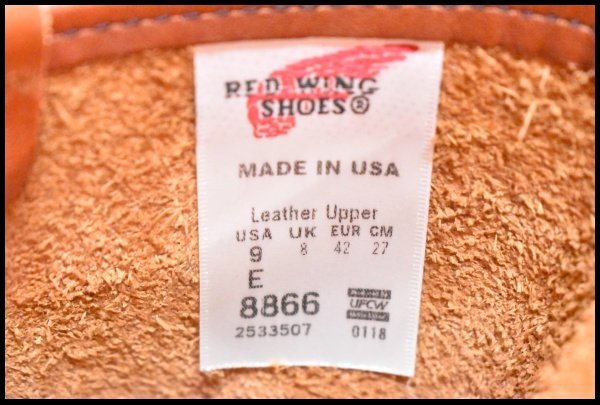 RED WING
SHOES®
MADE IN USA
Leather Upper
USA UK EUR CM
9 8 42 27
E
8866
UFCW
2533507 0118